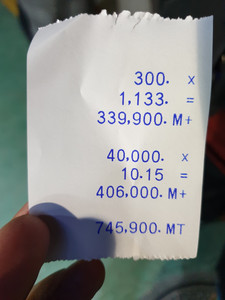 300. x
1,133. =
339,900. M+
40,000. x
10.15 =
406,000. M+
745,900. MT